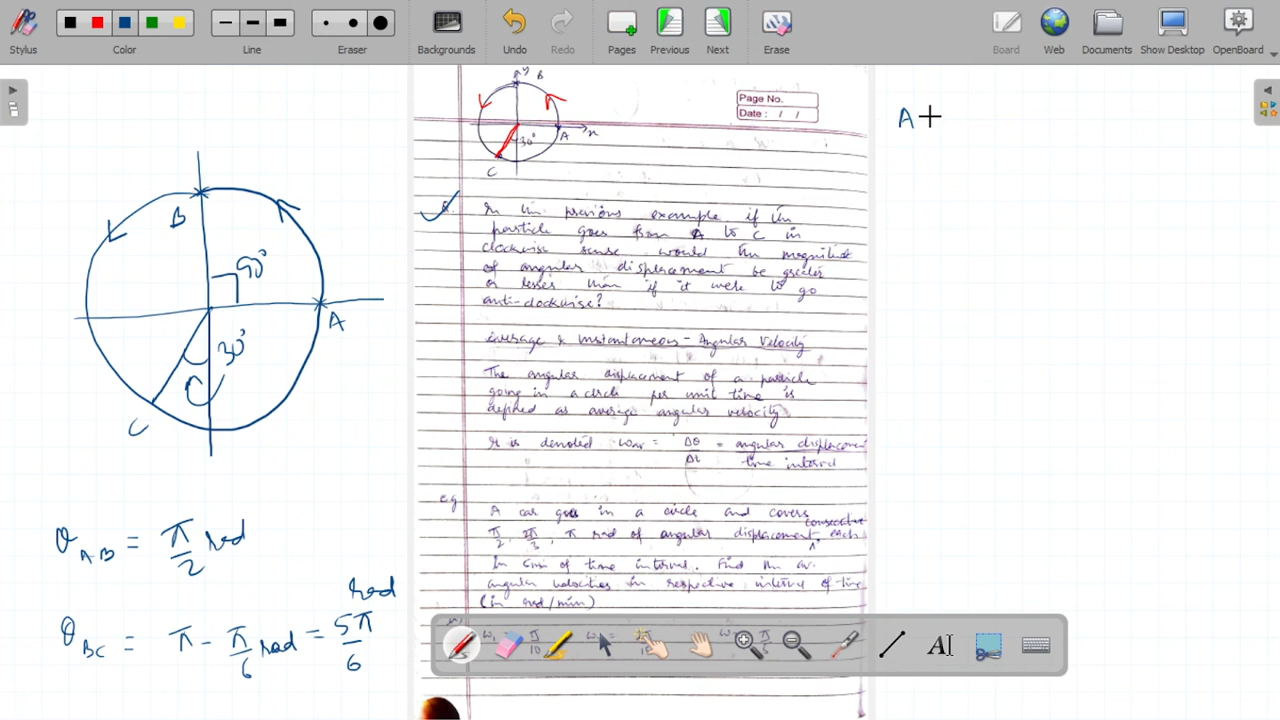 Stylus
Color
Line
Eraser
Backgrounds
Undo
Redo
Pages
Previous
Next
Erase
Board
Web
Documents
Show Desktop
OpenBoard
B
90°
A
30°
C
θAB = π/2 rad
θBC = π - π/6 rad = 5π/6 rad
y
B
A
x
30°
C
Page No.
Date : / /
In the previous example if the
particle goes from A to C in
clockwise sense would the magnitude
of angular displacement be greater
or lesser than if it were to go
anti-clockwise?
Average & Instantaneous - Angular Velocity
The angular displacement of a particle
going in a circle per unit time is
defined as average angular velocity
It is denoted ωav = Δθ/Δt = angular displacement / time interval
e.g
A car goes in a circle and covers
consecutive
π/2, 2π/3, π rad of angular displacement each
In 5min of time interval. Find the av.
angular velocities in respective interval of time
(in rad/min)
A